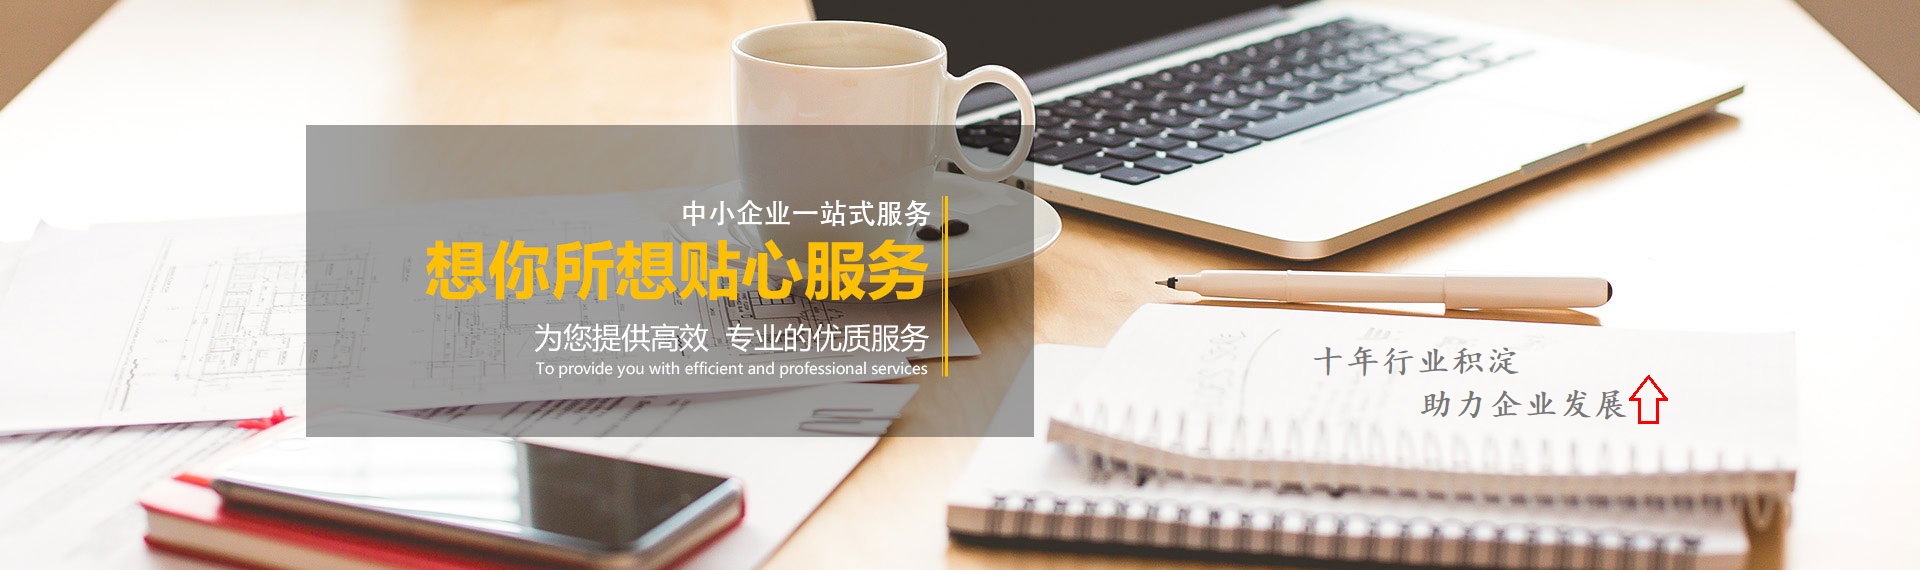 中小企业一站式服务
想你所想贴心服务
为您提供高效 专业的优质服务
To provide you with efficient and professional services
十年行业积淀
助力企业发展